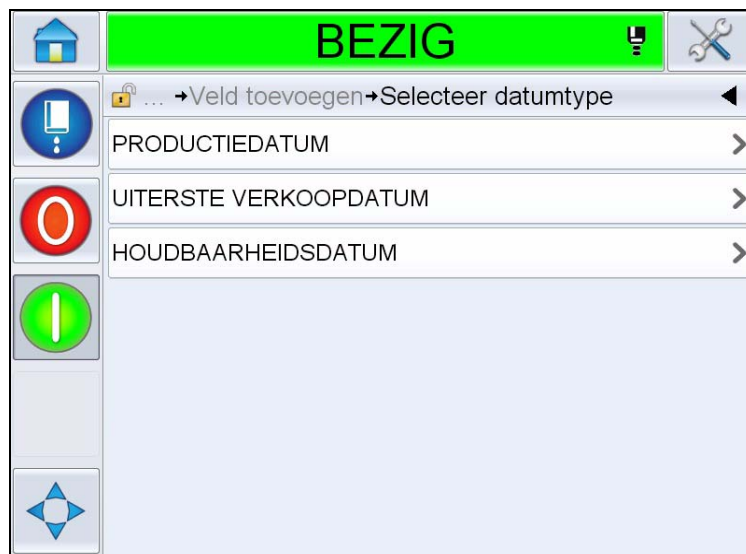 BEZIG
... →Veld toevoegen→Selecteer datumtype
PRODUCTIEDATUM
UITERSTE VERKOOPDATUM
HOUDBAARHEIDSDATUM